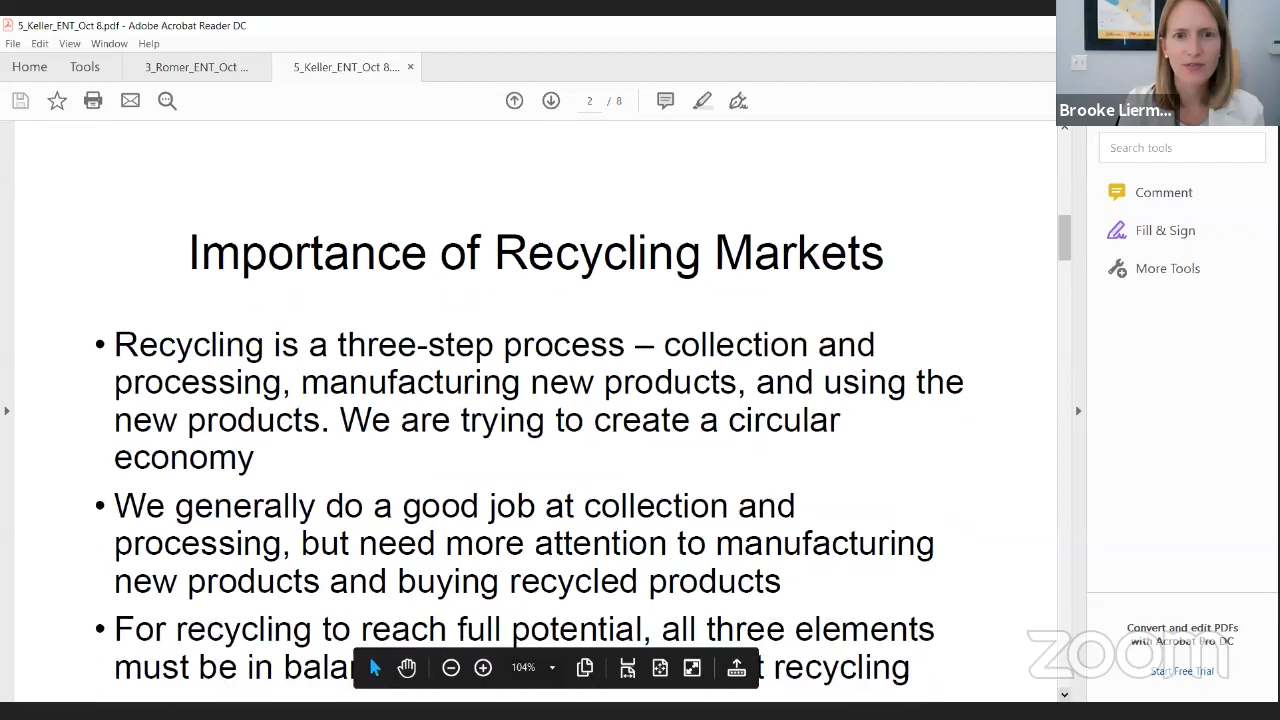 5_Keller_ENT_Oct 8.pdf - Adobe Acrobat Reader DC
File Edit View Window Help
Home Tools 3_Romer_ENT_Oct ... 5_Keller_ENT_Oct 8....
2 / 8
Brooke Lierm...
Search tools
Comment
Fill & Sign
More Tools
Importance of Recycling Markets
• Recycling is a three-step process – collection and
processing, manufacturing new products, and using the
new products. We are trying to create a circular
economy
• We generally do a good job at collection and
processing, but need more attention to manufacturing
new products and buying recycled products
• For recycling to reach full potential, all three elements
must be in recycling
104%
Convert and edit PDFs
with Acrobat Pro DC
Start Free Trial
zoom